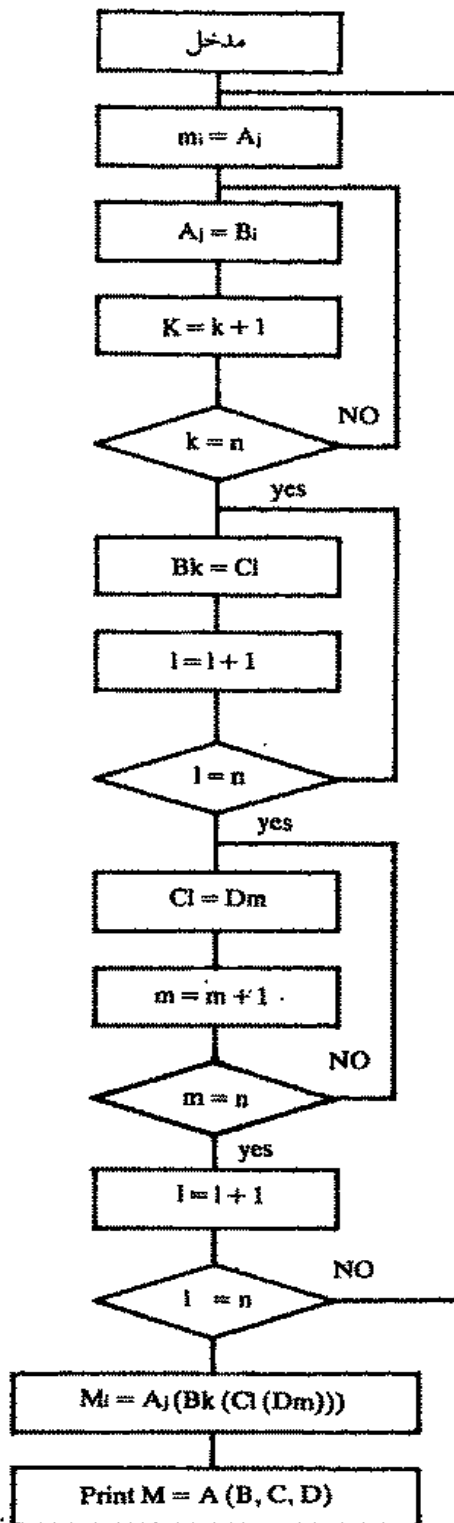 مدخل
mi = Aj
Aj = Bi
K = k + 1
k = n
NO
yes
Bk = Cl
l = l + 1
l = n
yes
Cl = Dm
m = m + 1
NO
m = n
yes
l = l + 1
NO
l = n
Mi = Aj (Bk (Cl (Dm)))
Print M = A (B, C, D)